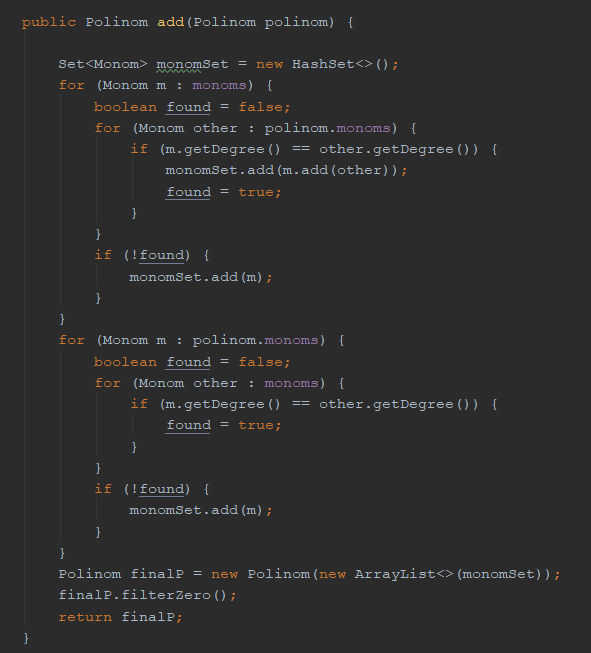 public Polinom add(Polinom polinom) {
Set<Monom> monomSet = new HashSet<>();
for (Monom m : monoms) {
boolean found = false;
for (Monom other : polinom.monoms) {
if (m.getDegree() == other.getDegree()) {
monomSet.add(m.add(other));
found = true;
}
}
if (!found) {
monomSet.add(m);
}
}
for (Monom m : polinom.monoms) {
boolean found = false;
for (Monom other : monoms) {
if (m.getDegree() == other.getDegree()) {
found = true;
}
}
if (!found) {
monomSet.add(m);
}
}
Polinom finalP = new Polinom(new ArrayList<>(monomSet));
finalP.filterZero();
return finalP;
}